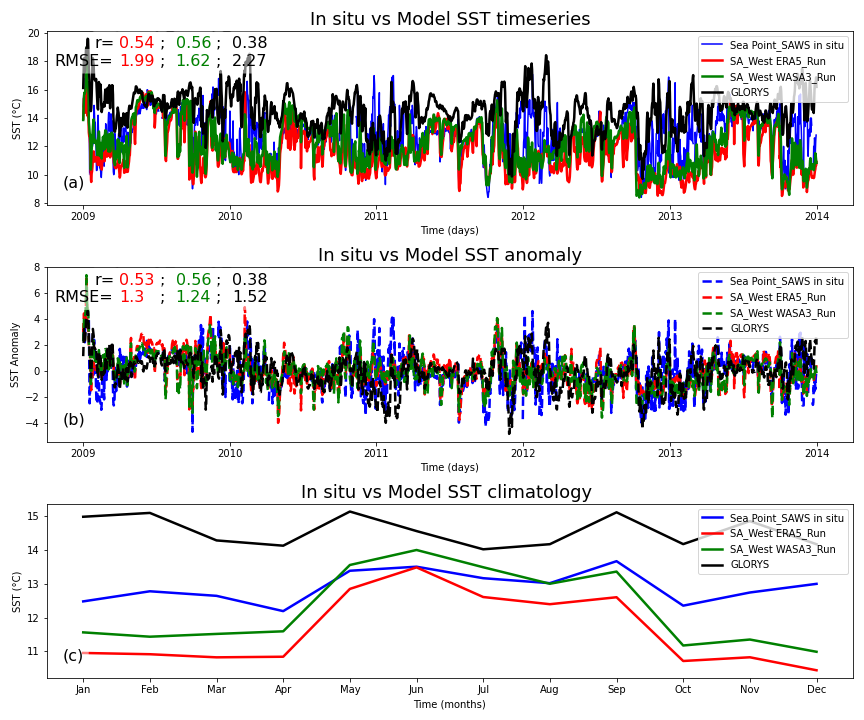 In situ vs Model SST timeseries
r= 0.54 ; 0.56 ; 0.38
RMSE= 1.99 ; 1.62 ; 2.27
Sea Point_SAWS in situ
SA_West ERA5_Run
SA_West WASA3_Run
GLORYS
SST (°C)
20
18
16
14
12
10
8
(a)
2009 2010 2011 2012 2013 2014
Time (days)
In situ vs Model SST anomaly
r= 0.53 ; 0.56 ; 0.38
RMSE= 1.3 ; 1.24 ; 1.52
Sea Point_SAWS in situ
SA_West ERA5_Run
SA_West WASA3_Run
GLORYS
SST Anomaly
8
6
4
2
0
−2
−4
(b)
2009 2010 2011 2012 2013 2014
Time (days)
In situ vs Model SST climatology
Sea Point_SAWS in situ
SA_West ERA5_Run
SA_West WASA3_Run
GLORYS
SST (°C)
15
14
13
12
11
(c)
Jan Feb Mar Apr May Jun Jul Aug Sep Oct Nov Dec
Time (months)